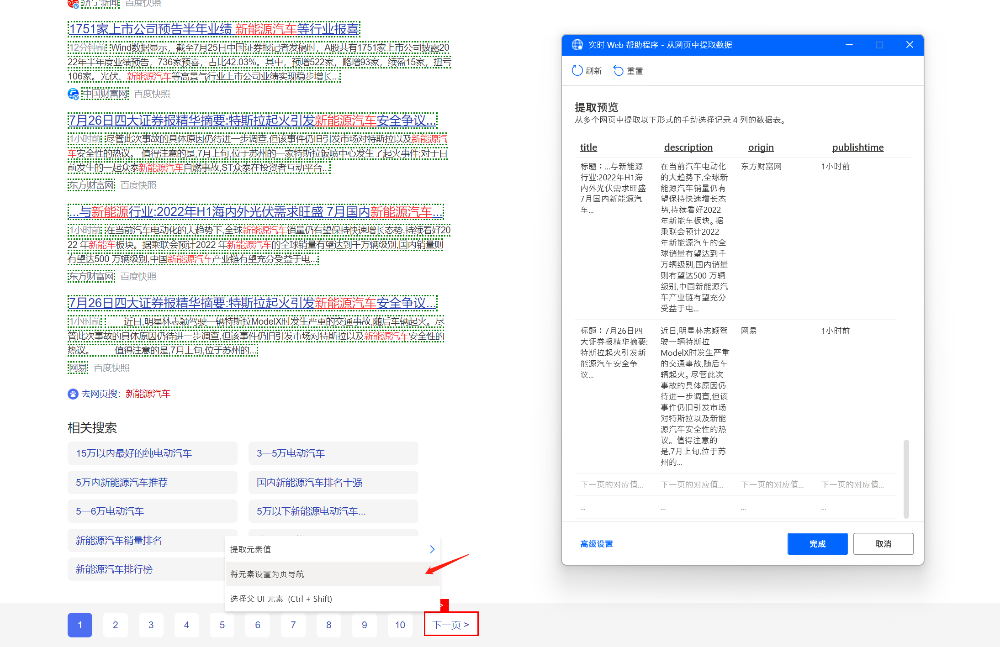 济宁新闻 百度快照
1751家上市公司预告半年业绩 新能源汽车等行业报喜
12分钟前 Wind数据显示，截至7月25日中国证券报记者发稿时，A股共有1751家上市公司披露20
22年半年度业绩预告，736家预喜，占比42.03%。其中，预增522家，略增93家，续盈15家，扭亏
106家。光伏、新能源汽车等高景气行业上市公司业绩实现稳步增长...
中国财富网 百度快照
7月26日四大证券报精华摘要:特斯拉起火引发新能源汽车安全争议...
1小时前 尽管此次事故的具体原因仍待进一步调查,但该事件仍旧引发市场对特斯拉以及新能源汽
车安全性的热议。 值得注意的是,7月上旬,位于苏州的一家特斯拉钣喷中心发生了起火事件;对于日
前发生的一起众泰新能源汽车自燃事故,ST众泰在投资者互动平台...
东方财富网 百度快照
...与新能源行业:2022年H1海内外光伏需求旺盛 7月国内新能源汽车...
1小时前 在当前汽车电动化的大趋势下,全球新能源汽车销量仍有望保持快速增长态势,持续看好20
22 年新能车板块。据乘联会预计2022 年新能源汽车的全球销量有望达到千万辆级别,国内销量则
有望达500 万辆级别,中国新能源汽车产业链有望充分受益于电...
东方财富网 百度快照
7月26日四大证券报精华摘要:特斯拉起火引发新能源汽车安全争议...
1小时前 近日,明星林志颖驾驶一辆特斯拉ModelX时发生严重的交通事故,随后车辆起火。尽
管此次事故的具体原因仍待进一步调查,但该事件仍旧引发市场对特斯拉以及新能源汽车安全性的
热议。 值得注意的是,7月上旬,位于苏州的...
网易 百度快照
去网页搜：新能源汽车
相关搜索
15万以内最好的纯电动汽车
3一5万电动汽车
5万内新能源汽车推荐
国内新能源汽车排名十强
5一6万电动汽车
5万以下新能源电动汽车...
新能源汽车销量排名
新能源汽车排行榜
提取元素值
将元素设置为页导航
选择父 UI 元素 (Ctrl + Shift)
>
1 2 3 4 5 6 7 8 9 10 下一页 >
实时 Web 帮助程序 - 从网页中提取数据
刷新 重置
提取预览
从多个网页中提取以下形式的手动选择记录 4 列的数据表。
title description origin publishtime
标题：...与新能源
行业:2022年H1海
内外光伏需求旺盛
7月国内新能源汽
车...
在当前汽车电动化
的大趋势下,全球新
能源汽车销量仍有
望保持快速增长态
势,持续看好2022
年新能车板块。据
乘联会预计2022
年新能源汽车的全
球销量有望达到千
万辆级别,国内销量
则有望达500 万辆
级别,中国新能源汽
车产业链有望充分
受益于电...
东方财富网
1小时前
标题：7月26日四
大证券报精华摘要:
特斯拉起火引发新
能源汽车安全争
议...
近日,明星林志颖驾
驶一辆特斯拉
ModelX时发生严重
的交通事故,随后车
辆起火。尽管此次
事故的具体原因仍
待进一步调查,但该
事件仍旧引发市场
对特斯拉以及新能
源汽车安全性的热
议。值得注意的
是,7月上旬,位于苏
州的...
网易
1小时前
下一页的对应值... 下一页的对应值... 下一页的对应值... 下一页的对应值...
... ... ... ...
高级设置
完成
取消